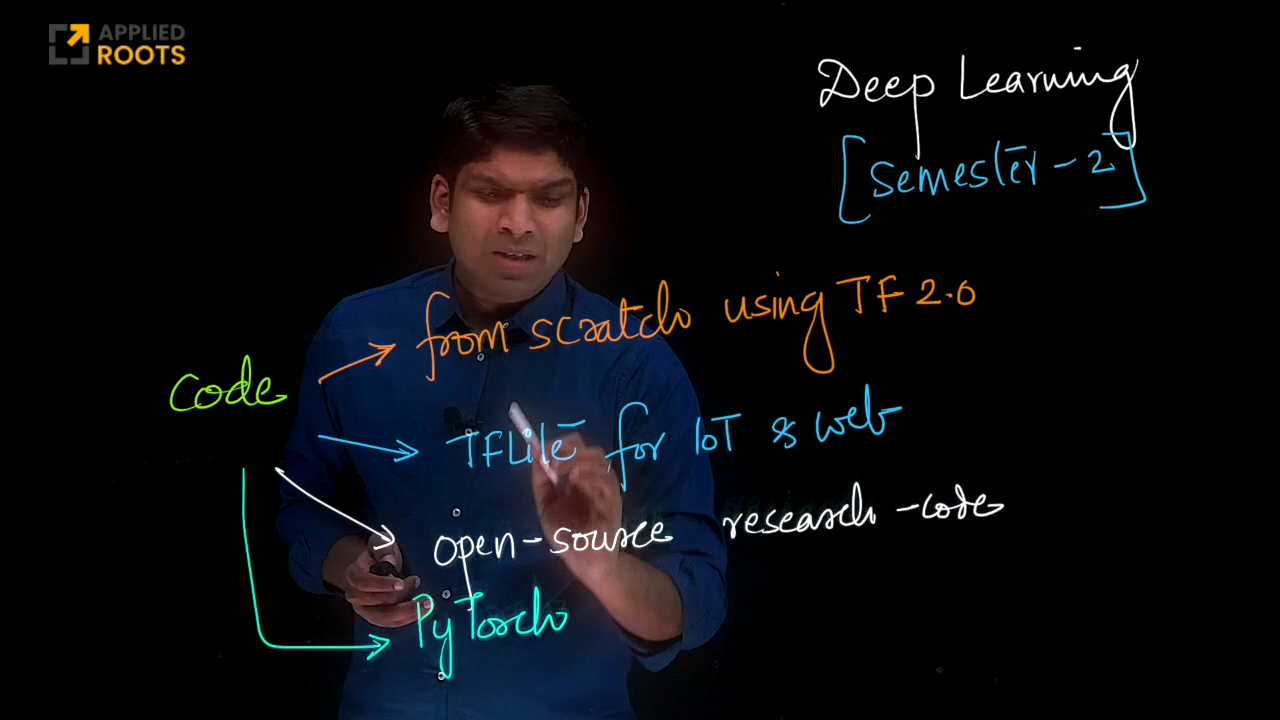 APPLIED
ROOTS
Deep Learning
[Semester-2]
code
from scratch using TF 2.0
TFLite for IoT & web
open-source research-code
PyTorch